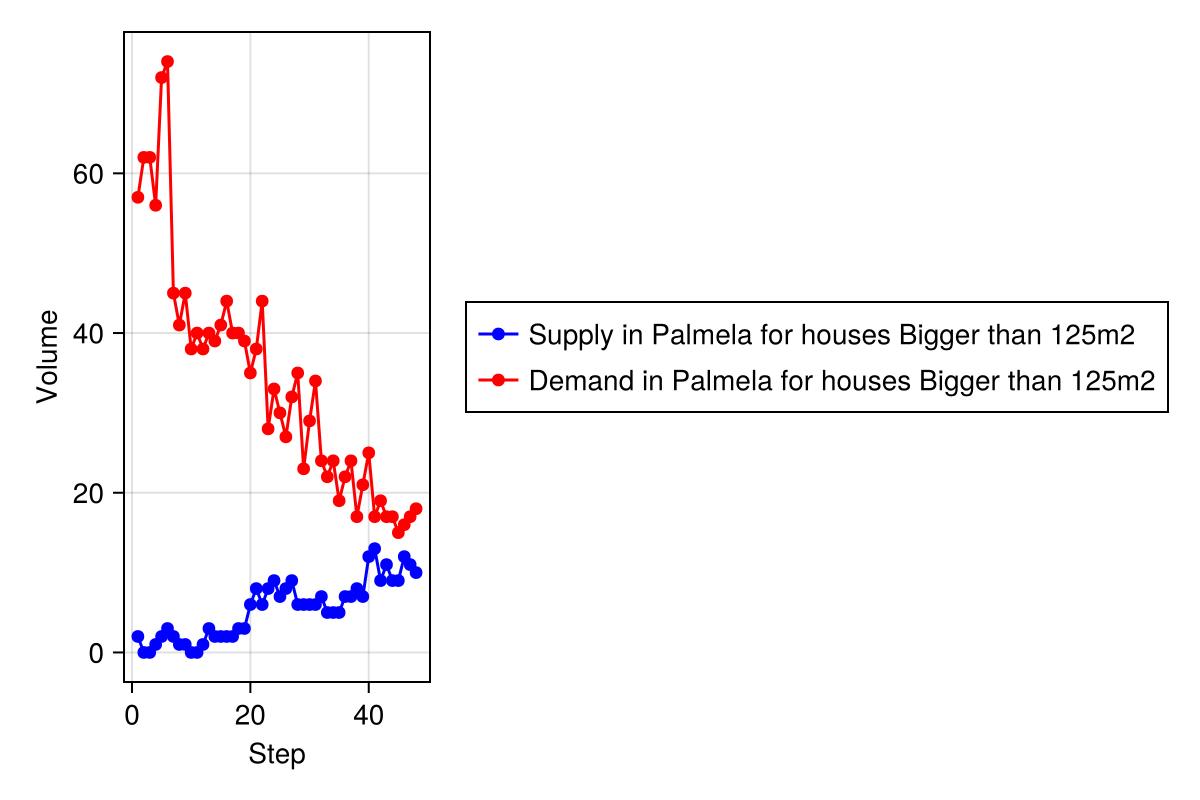 60
40
20
0
Volume
0 20 40
Step
Supply in Palmela for houses Bigger than 125m2
Demand in Palmela for houses Bigger than 125m2